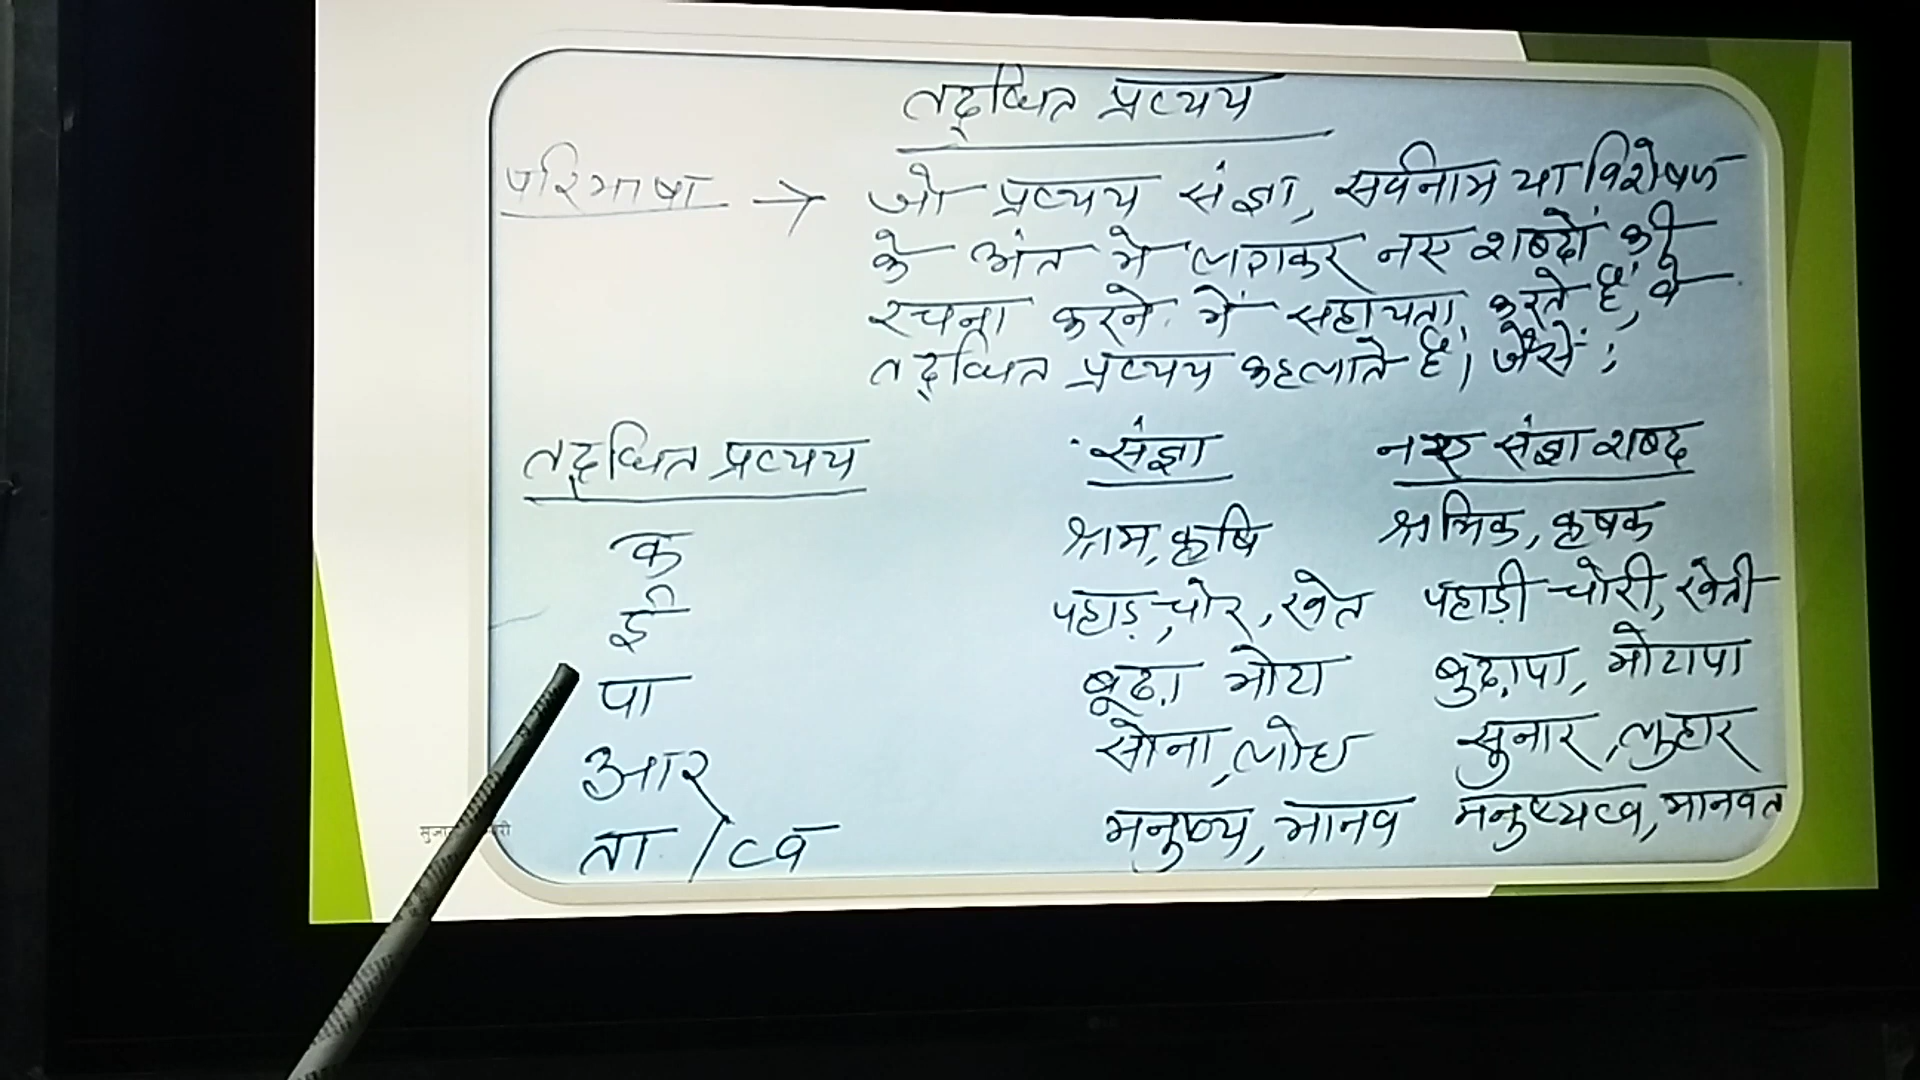 तद्धित प्रत्यय
परिभाषा → जो प्रत्यय संज्ञा, सर्वनाम या विशेषण
के अंत मे लगाकर नए शब्दों की
रचना करने में सहायता करते हैं, वे
तद्धित प्रत्यय कहलाते हैं। जैसे :
तद्धित प्रत्यय संज्ञा नए संज्ञा शब्द
क श्रम, कृषि श्रमिक, कृषक
ई पहाड़, चोर, खेत पहाड़ी चोरी, खेती
पा बूढ़ा मोटा बुढ़ापा, मोटापा
आर सोना, लोहा सुनार, लुहार
ता / त्व मनुष्य, मानव मनुष्यत्व, मानवता